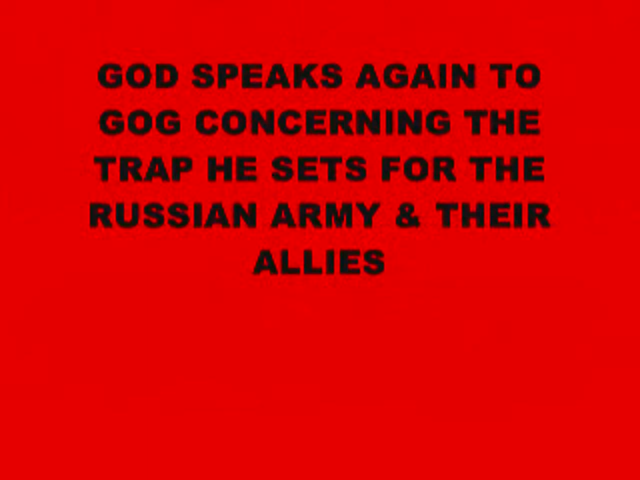 GOD SPEAKS AGAIN TO
GOG CONCERNING THE
TRAP HE SETS FOR THE
RUSSIAN ARMY & THEIR
ALLIES